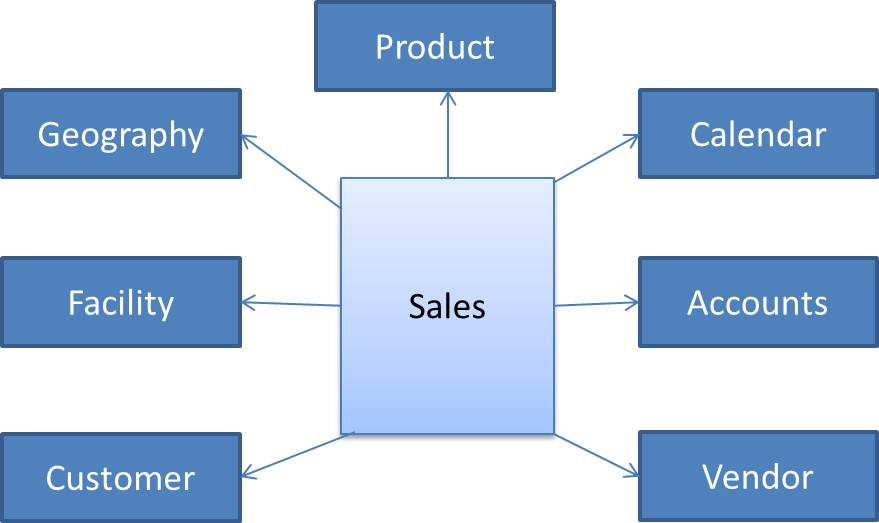 Product
Geography
Calendar
Facility
Sales
Accounts
Customer
Vendor